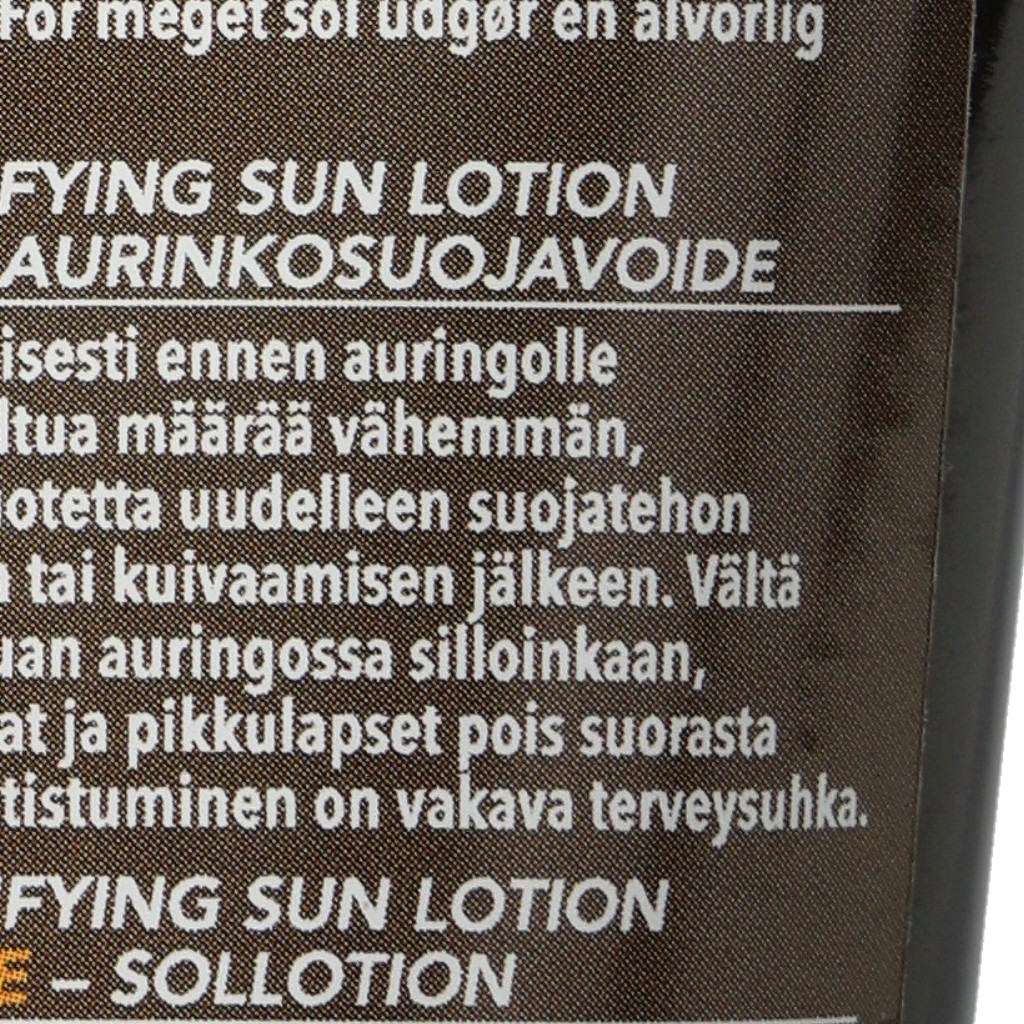 For meget sol udgør en alvorlig
FYING SUN LOTION
AURINKOSUOJAVOIDE
isesti ennen auringolle
ltua määrää vähemmän,
otetta uudelleen suojatehon
tai kuivaamisen jälkeen. Vältä
uan auringossa silloinkaan,
at ja pikkulapset pois suorasta
tistuminen on vakava terveysuhka.
FYING SUN LOTION
E – SOLLOTION